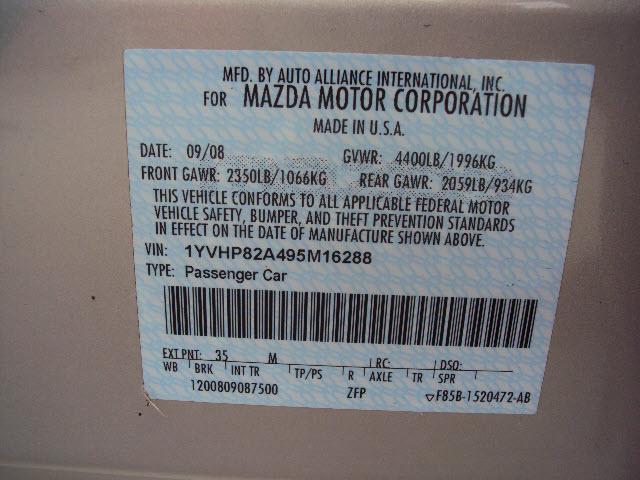 MFD. BY AUTO ALLIANCE INTERNATIONAL, INC.
FOR MAZDA MOTOR CORPORATION
MADE IN U.S.A.
DATE: 09/08 GVWR: 4400LB/1996KG
FRONT GAWR: 2350LB/1066KG REAR GAWR: 2059LB/934KG
THIS VEHICLE CONFORMS TO ALL APPLICABLE FEDERAL MOTOR
VEHICLE SAFETY, BUMPER, AND THEFT PREVENTION STANDARDS
IN EFFECT ON THE DATE OF MANUFACTURE SHOWN ABOVE.
VIN: 1YVHP82A495M16288
TYPE: Passenger Car
EXT PNT: 35 M RC: DSO:
WB BRK INT TR TP/PS R AXLE TR SPR
1200809087500 ZFP ▽F85B-1520472-AB